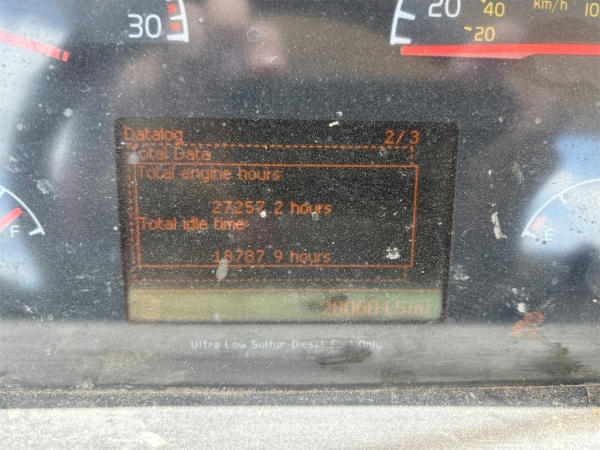 30
20
40
km/h
10
20
Datalog 2/3
Total Data
Total engine hours
27257.2 hours
Total idle time
18787.9 hours
F
E
Ultra Low Sulfur Diesel Fuel Only